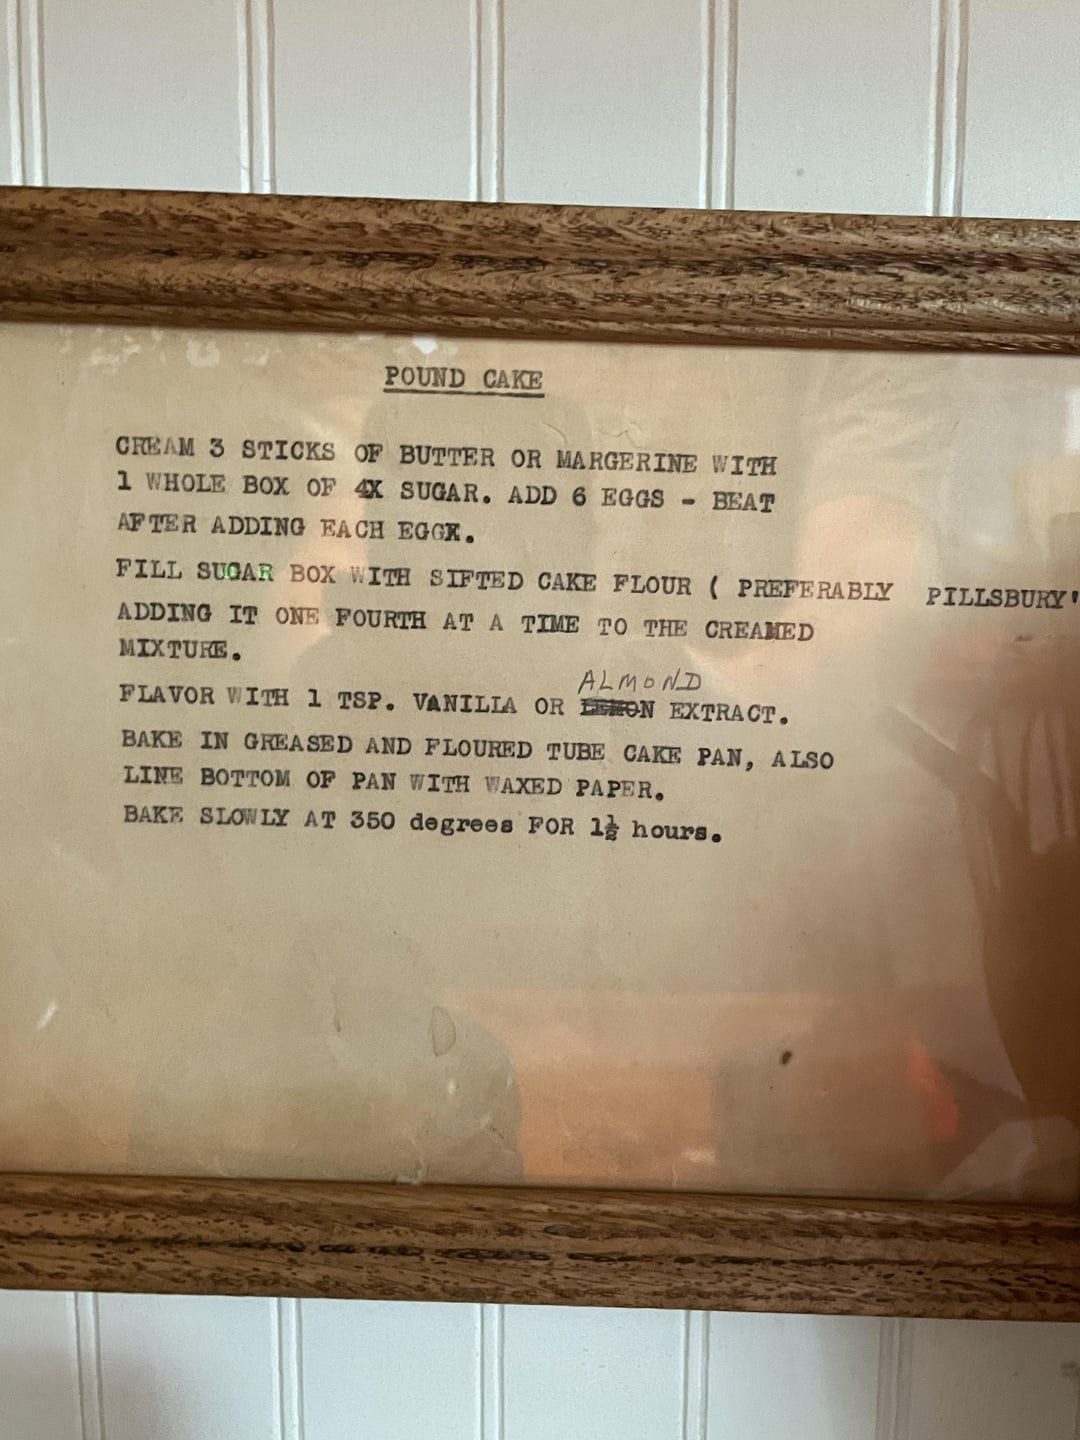 POUND CAKE
CREAM 3 STICKS OF BUTTER OR MARGERINE WITH
1 WHOLE BOX OF 4X SUGAR. ADD 6 EGGS - BEAT
AFTER ADDING EACH EGGX.
FILL SUGAR BOX WITH SIFTED CAKE FLOUR ( PREFERABLY PILLSBURY'
ADDING IT ONE FOURTH AT A TIME TO THE CREAMED
MIXTURE.
ALMOND
FLAVOR WITH 1 TSP. VANILLA OR LEMON EXTRACT.
BAKE IN GREASED AND FLOURED TUBE CAKE PAN, ALSO
LINE BOTTOM OF PAN WITH WAXED PAPER.
BAKE SLOWLY AT 350 degrees FOR 1½ hours.